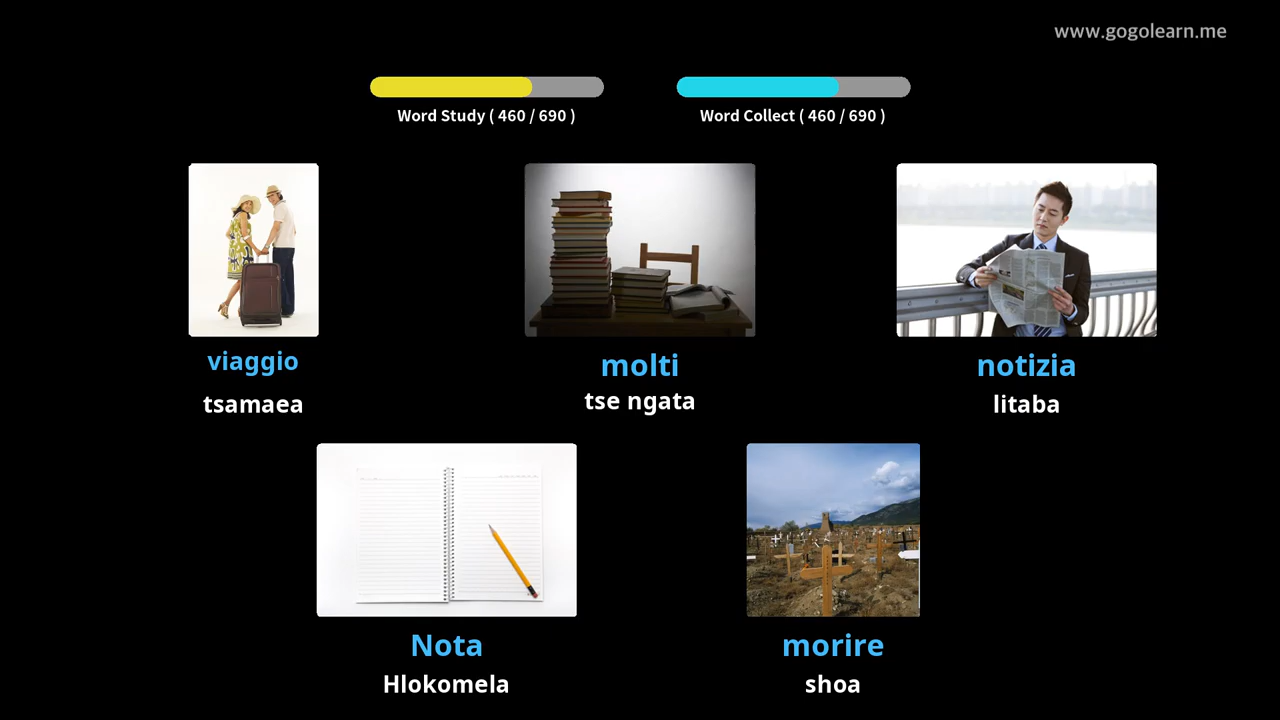 www.gogolearn.me
Word Study ( 460 / 690 )
Word Collect ( 460 / 690 )
viaggio
tsamaea
molti
tse ngata
notizia
litaba
Nota
Hlokomela
morire
shoa